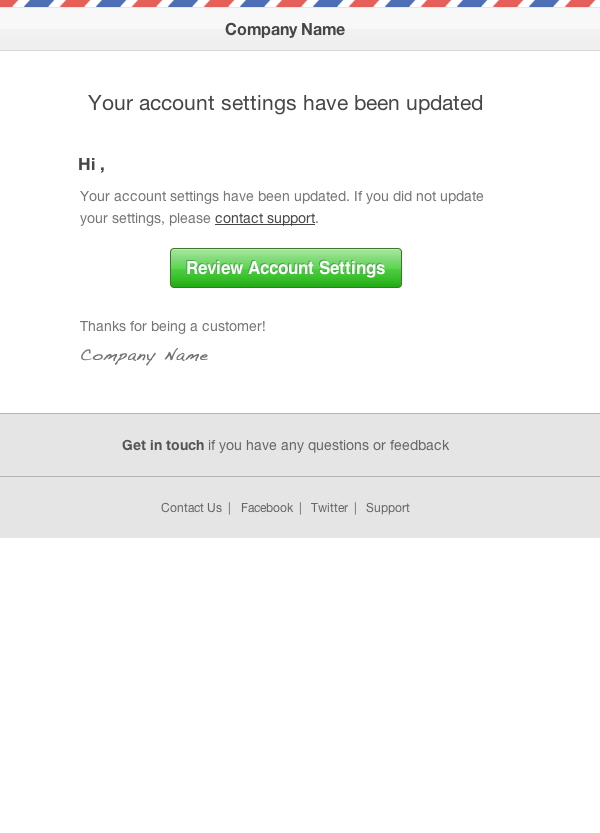 Company Name
Your account settings have been updated
Hi ,
Your account settings have been updated. If you did not update
your settings, please contact support.
Review Account Settings
Thanks for being a customer!
Company Name
Get in touch if you have any questions or feedback
Contact Us | Facebook | Twitter | Support